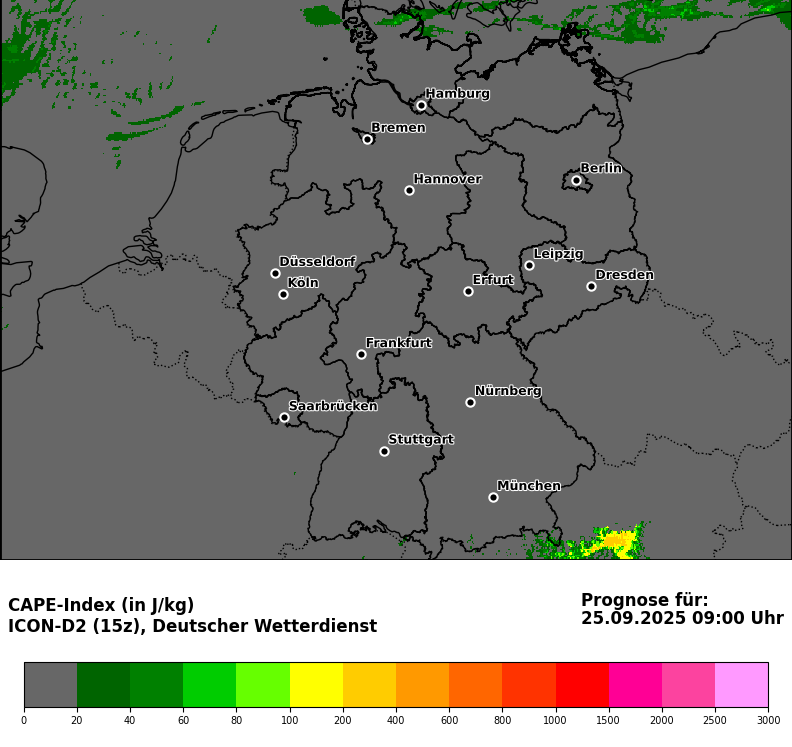 Hamburg
Bremen
Berlin
Hannover
Leipzig
Düsseldorf
Dresden
Erfurt
Köln
Frankfurt
Nürnberg
Saarbrücken
Stuttgart
München
CAPE-Index (in J/kg)
ICON-D2 (15z), Deutscher Wetterdienst
Prognose für:
25.09.2025 09:00 Uhr
0 20 40 60 80 100 200 400 600 800 1000 1500 2000 2500 3000